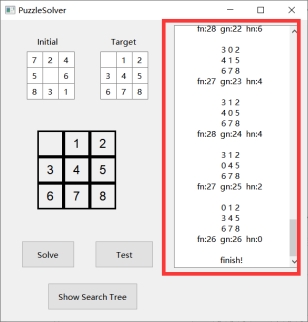 PuzzleSolver
Initial
Target
7 2 4
5 6
8 3 1
1 2
3 4 5
6 7 8
1 2
3 4 5
6 7 8
Solve
Test
Show Search Tree
fn:28 gn:22 hn:6
3 0 2
4 1 5
6 7 8
fn:27 gn:23 hn:4
3 1 2
4 0 5
6 7 8
fn:28 gn:24 hn:4
3 1 2
0 4 5
6 7 8
fn:27 gn:25 hn:2
0 1 2
3 4 5
6 7 8
fn:26 gn:26 hn:0
finish!